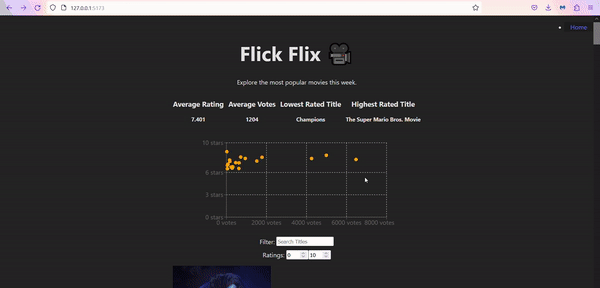 127.0.0.1:5173
Home
Flick Flix
Explore the most popular movies this week.
Average Rating Average Votes Lowest Rated Title Highest Rated Title
7.401 1204 Champions The Super Mario Bros. Movie
10 stars
6 stars
3 stars
0 stars
0 votes 2000 votes 4000 votes 6000 votes 8000 votes
Filter: Search Titles
Ratings: 0 10